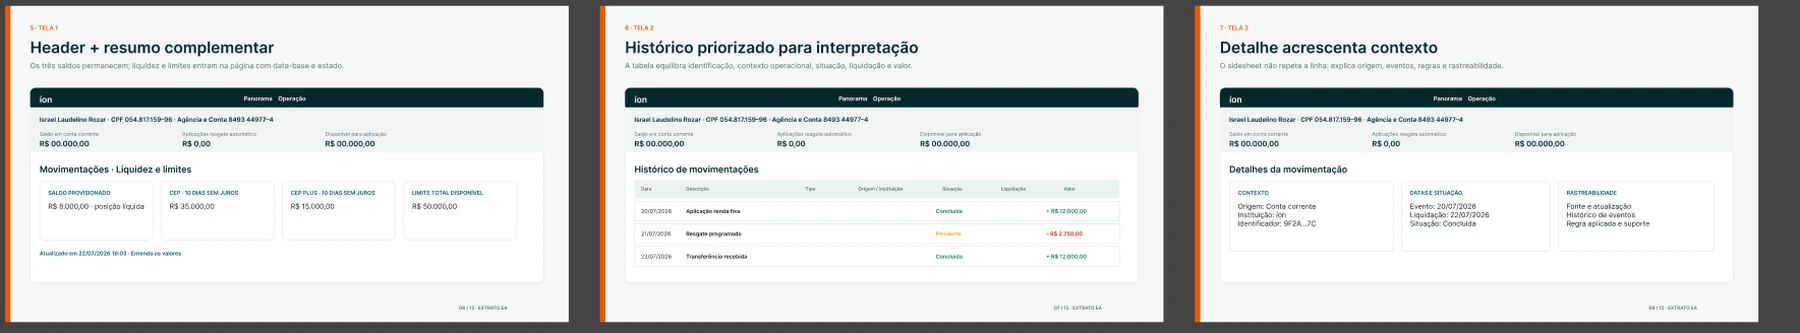 5 · TELA 1
Header + resumo complementar
Os três saldos permanecem; liquidez e limites entram na página com data-base e estado.
íon
Panorama Operação
Israel Laudelino Rozar · CPF 054.817.159-96 · Agência e Conta 8493 44977-4
Saldo em conta corrente
Aplicações resgate automático
Disponível para aplicação
R$ 00.000,00
R$ 0,00
R$ 00.000,00
Movimentações · Liquidez e limites
SALDO PROVISIONADO
CEP · 10 DIAS SEM JUROS
CEP PLUS · 10 DIAS SEM JUROS
LIMITE TOTAL DISPONÍVEL
R$ 8.000,00 · posição líquida
R$ 35.000,00
R$ 15.000,00
R$ 50.000,00
Atualizado em 22/07/2026 16:03 · Entenda os valores
06 / 12 · EXTRATO EA
6 · TELA 2
Histórico priorizado para interpretação
A tabela equilibra identificação, contexto operacional, situação, liquidação e valor.
íon
Panorama Operação
Israel Laudelino Rozar · CPF 054.817.159-96 · Agência e Conta 8493 44977-4
Saldo em conta corrente
Aplicações resgate automático
Disponível para aplicação
R$ 00.000,00
R$ 0,00
R$ 00.000,00
Histórico de movimentações
Data Descrição Tipo Origem / Instituição Situação Liquidação Valor
20/07/2026 Aplicação renda fixa Concluída + R$ 12.000,00
21/07/2026 Resgate programado Pendente - R$ 2.750,00
22/07/2026 Transferência recebida Concluída + R$ 12.000,00
07 / 12 · EXTRATO EA
7 · TELA 3
Detalhe acrescenta contexto
O sidesheet não repete a linha: explica origem, eventos, regras e rastreabilidade.
íon
Panorama Operação
Israel Laudelino Rozar · CPF 054.817.159-96 · Agência e Conta 8493 44977-4
Saldo em conta corrente
Aplicações resgate automático
Disponível para aplicação
R$ 00.000,00
R$ 0,00
R$ 00.000,00
Detalhes da movimentação
CONTEXTO
Origem: Conta corrente
Instituição: íon
Identificador: 9F2A...7C
DATAS E SITUAÇÃO
Evento: 20/07/2026
Liquidação: 22/07/2026
Situação: Concluída
RASTREABILIDADE
Fonte e atualização
Histórico de eventos
Regra aplicada e suporte
08 / 12 · EXTRATO EA